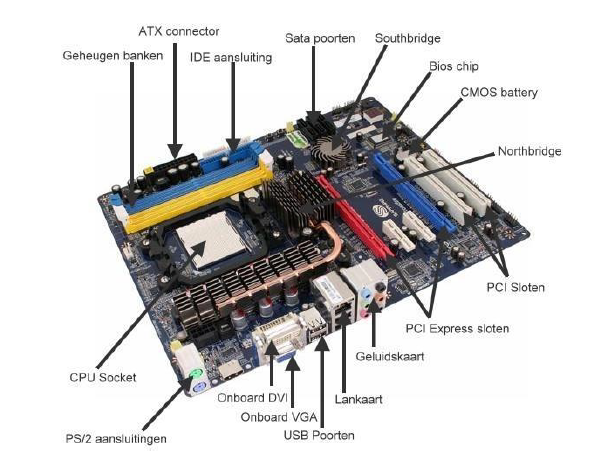 ATX connector
Geheugen banken
IDE aansluiting
Sata poorten
Southbridge
Bios chip
CMOS battery
Northbridge
PCI Sloten
PCI Express sloten
Geluidskaart
Lankaart
USB Poorten
Onboard VGA
Onboard DVI
CPU Socket
PS/2 aansluitingen